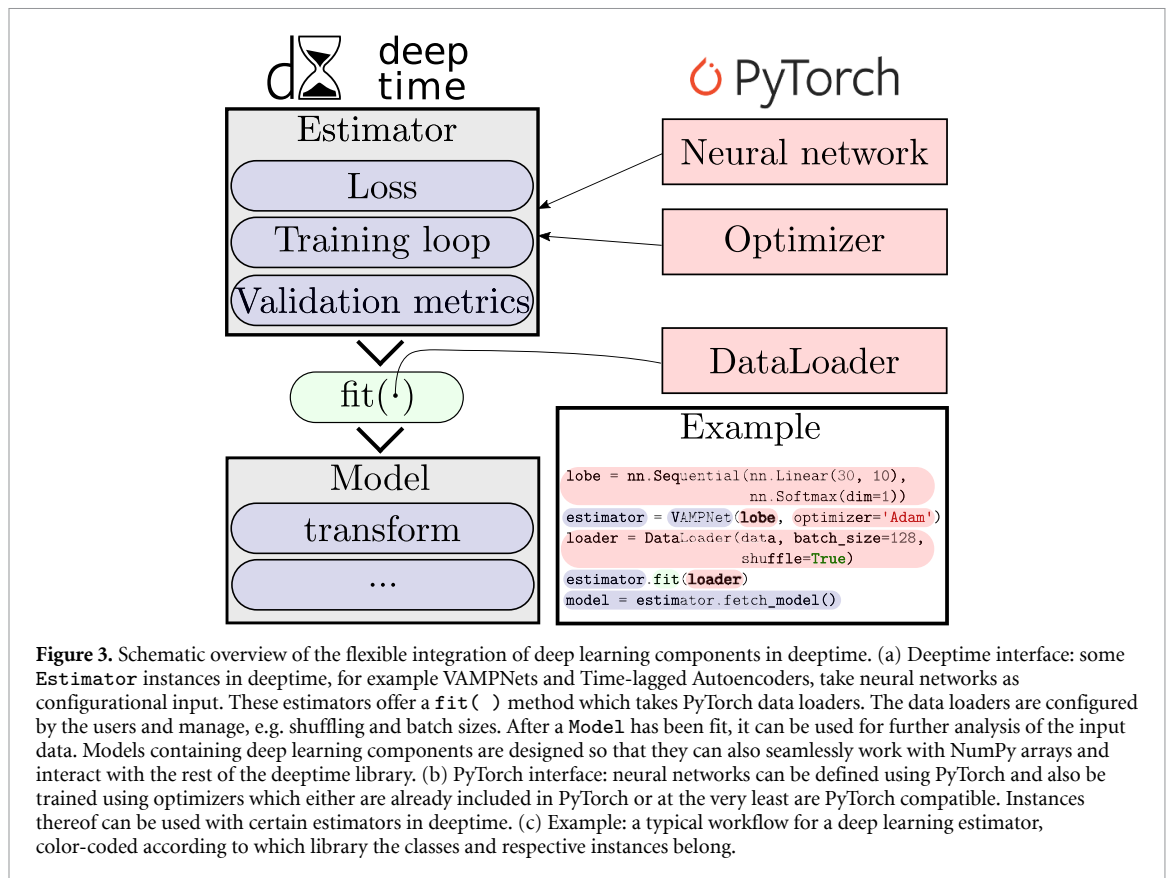 d
deep
time
Estimator
Loss
Training loop
Validation metrics
fit(·)
Model
transform
...
PyTorch
Neural network
Optimizer
DataLoader
Example
lobe = nn.Sequential(nn.Linear(30, 10),
nn.Softmax(dim=1))
estimator = VAMPNet(lobe, optimizer='Adam')
loader = DataLoader(data, batch_size=128,
shuffle=True)
estimator.fit(loader)
model = estimator.fetch_model()
Figure 3. Schematic overview of the flexible integration of deep learning components in deeptime. (a) Deeptime interface: some
Estimator instances in deeptime, for example VAMPNets and Time-lagged Autoencoders, take neural networks as
configurational input. These estimators offer a fit( ) method which takes PyTorch data loaders. The data loaders are configured
by the users and manage, e.g. shuffling and batch sizes. After a Model has been fit, it can be used for further analysis of the input
data. Models containing deep learning components are designed so that they can also seamlessly work with NumPy arrays and
interact with the rest of the deeptime library. (b) PyTorch interface: neural networks can be defined using PyTorch and also be
trained using optimizers which either are already included in PyTorch or at the very least are PyTorch compatible. Instances
thereof can be used with certain estimators in deeptime. (c) Example: a typical workflow for a deep learning estimator,
color-coded according to which library the classes and respective instances belong.